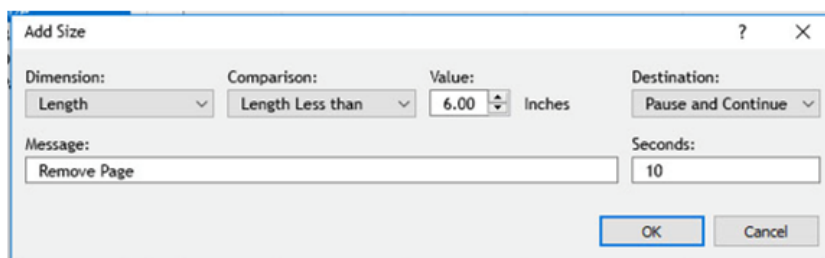 Add Size
?
Dimension: Comparison: Value: Destination:
Length Length Less than 6.00 Inches Pause and Continue
Message: Seconds:
Remove Page 10
OK Cancel